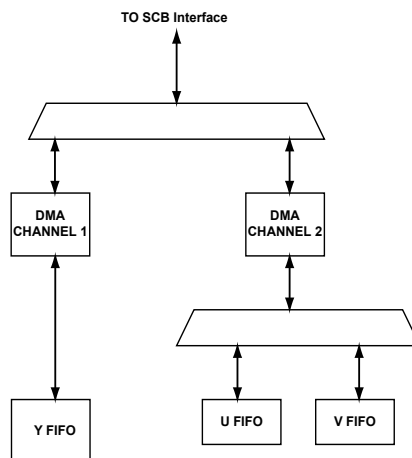 TO SCB Interface
DMA
CHANNEL 1
DMA
CHANNEL 2
Y FIFO
U FIFO
V FIFO